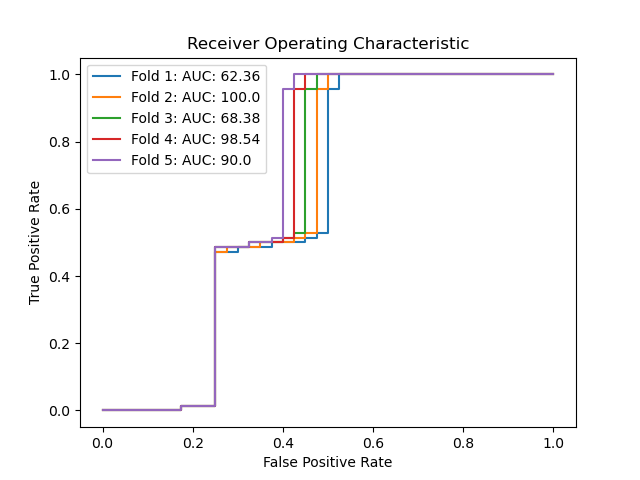 Receiver Operating Characteristic
Fold 1: AUC: 62.36
Fold 2: AUC: 100.0
Fold 3: AUC: 68.38
Fold 4: AUC: 98.54
Fold 5: AUC: 90.0
True Positive Rate
1.0
0.8
0.6
0.4
0.2
0.0
0.0 0.2 0.4 0.6 0.8 1.0
False Positive Rate